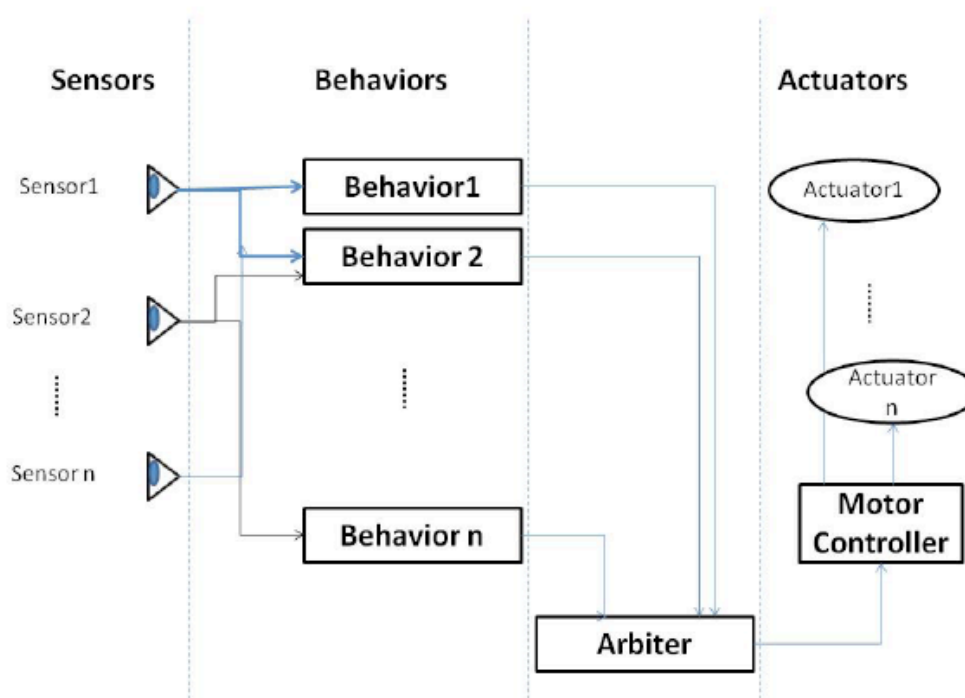 Sensors
Behaviors
Actuators
Sensor1
Behavior1
Actuator1
Behavior 2
Sensor2
Actuator
n
Sensor n
Behavior n
Motor
Controller
Arbiter